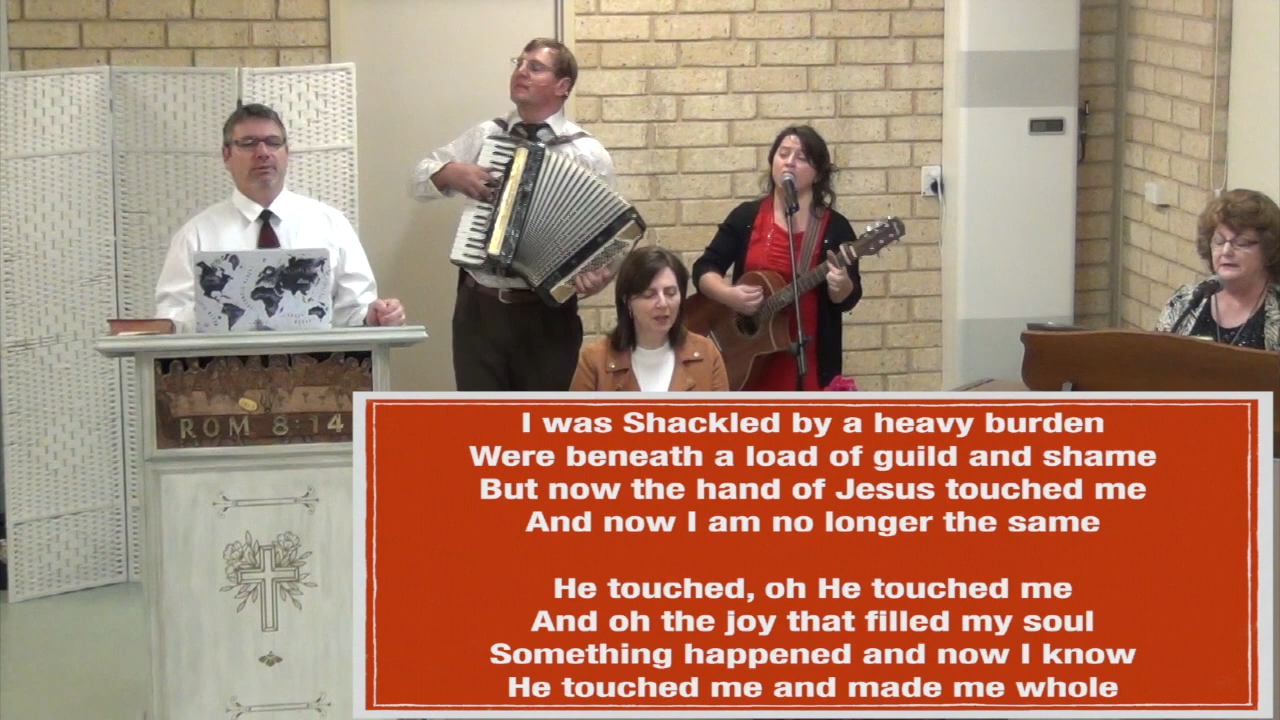 ROM 8:14
I was Shackled by a heavy burden
Were beneath a load of guild and shame
But now the hand of Jesus touched me
And now I am no longer the same
He touched, oh He touched me
And oh the joy that filled my soul
Something happened and now I know
He touched me and made me whole